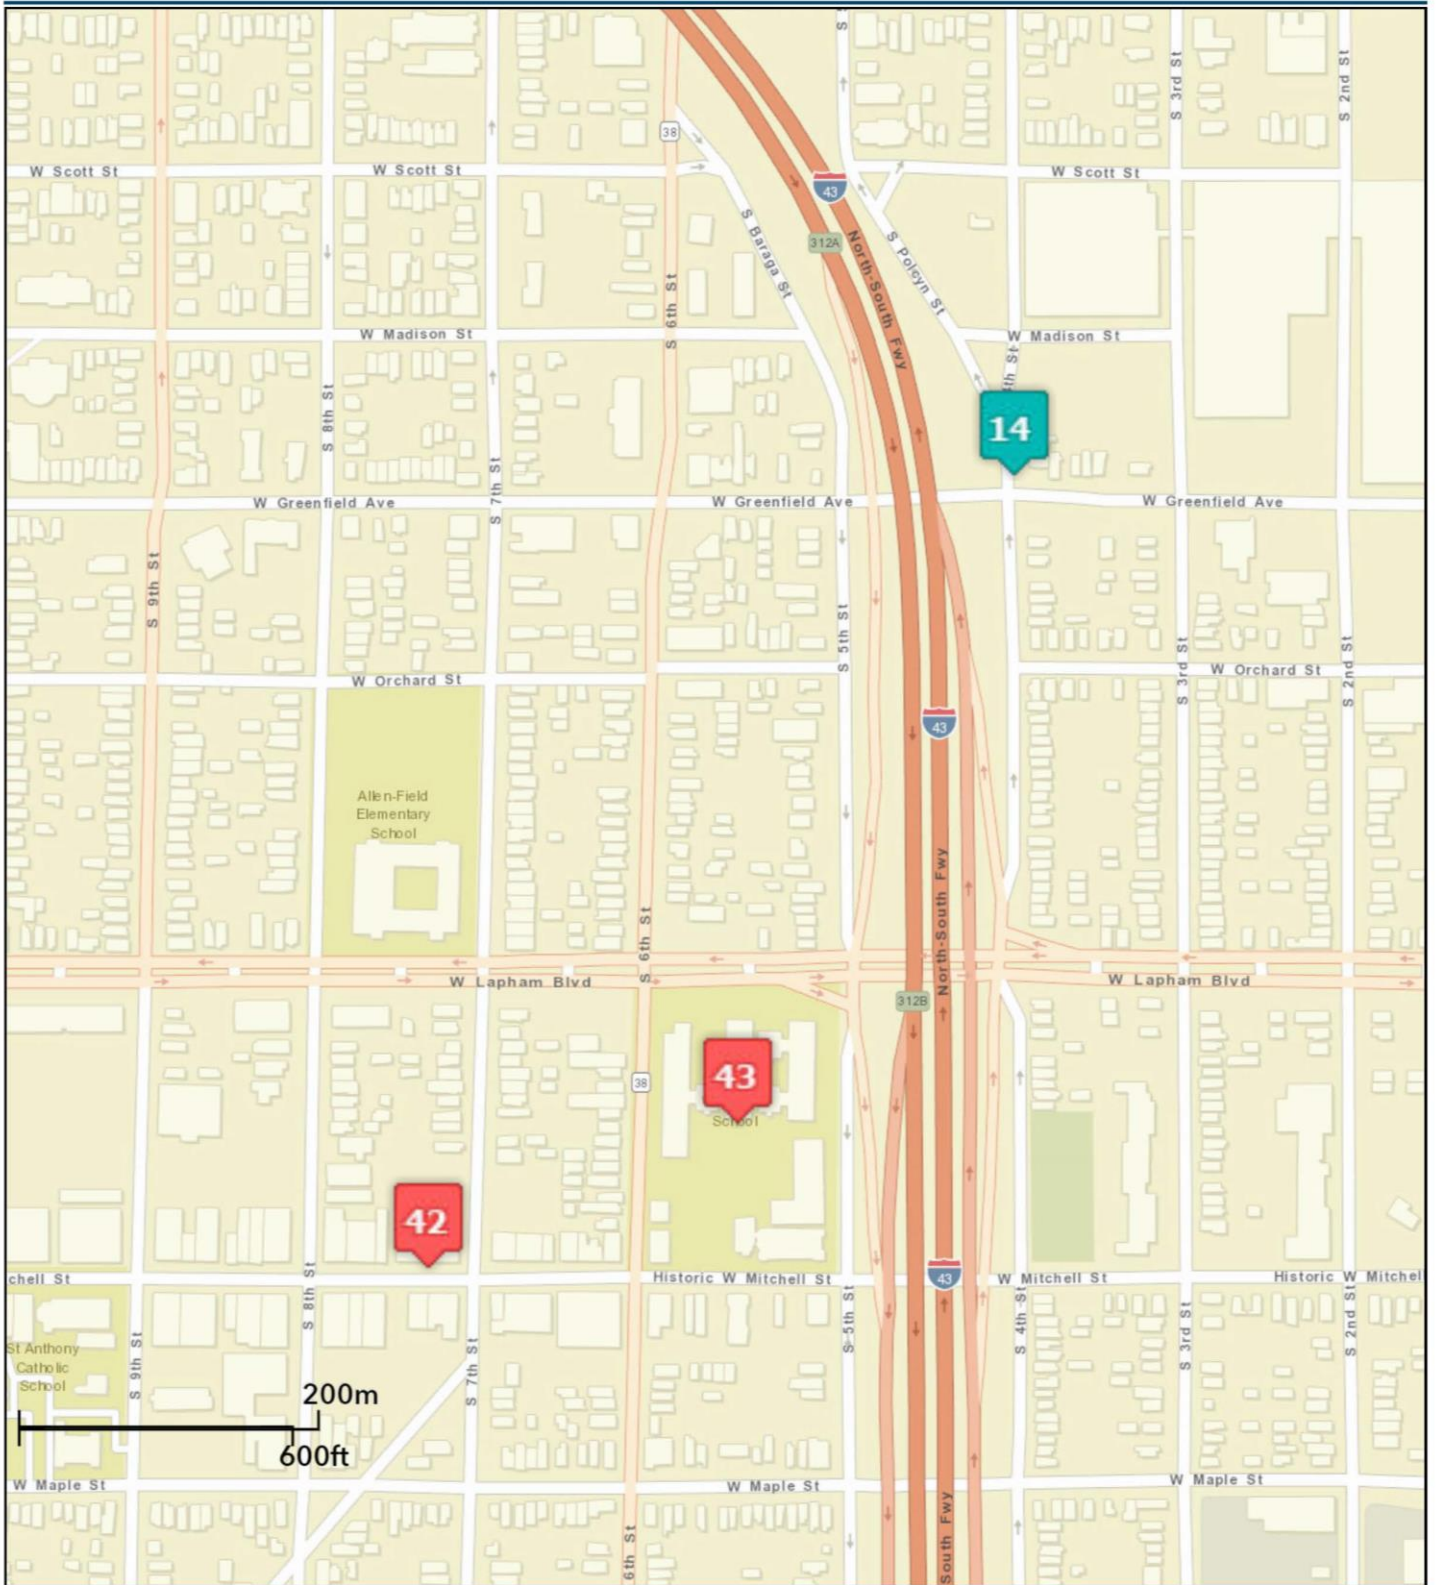 S
S 3rd St
S 2nd St
38
W Scott St
W Scott St
W Scott St
43
312A
S Baraga St
North-South Fwy
S Polcyn St
S 6th St
W Madison St
W Madison St
4th St
S 8th St
14
S 7th St
W Greenfield Ave
W Greenfield Ave
W Greenfield Ave
S 9th St
S 5th St
S 3rd St
S 2nd St
W Orchard St
W Orchard St
43
Allen-Field
Elementary
School
North-South Fwy
S 6th St
W Lapham Blvd
W Lapham Blvd
312B
43
38
School
42
chell St
Historic W Mitchell St
43
W Mitchell St
Historic W Mitchel
S 8th St
S 5th St
S 4th St
S 3rd St
S 2nd St
St Anthony
Catholic
School
S 9th St
S 7th St
200m
600ft
W Maple St
W Maple St
W Maple St
6th St
South Fwy